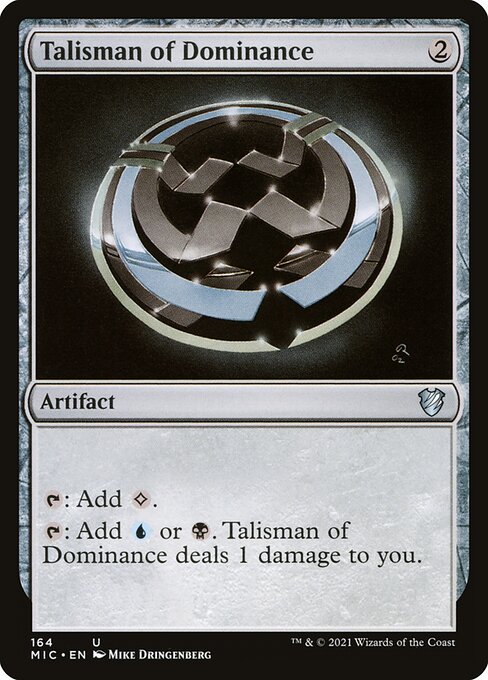 Talisman of Dominance 2
Artifact
: Add .
: Add or . Talisman of
Dominance deals 1 damage to you.
164 U
MIC • EN Mike Dringenberg
™ & © 2021 Wizards of the Coast